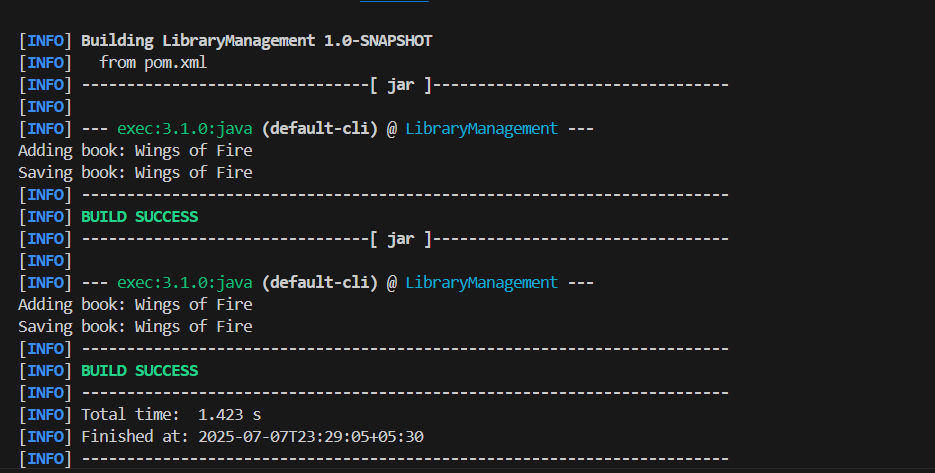 [INFO] Building LibraryManagement 1.0-SNAPSHOT
[INFO]   from pom.xml
[INFO] --------------------------------[ jar ]---------------------------------
[INFO]
[INFO] --- exec:3.1.0:java (default-cli) @ LibraryManagement ---
Adding book: Wings of Fire
Saving book: Wings of Fire
[INFO] ------------------------------------------------------------------------
[INFO] BUILD SUCCESS
[INFO] --------------------------------[ jar ]---------------------------------
[INFO]
[INFO] --- exec:3.1.0:java (default-cli) @ LibraryManagement ---
Adding book: Wings of Fire
Saving book: Wings of Fire
[INFO] ------------------------------------------------------------------------
[INFO] BUILD SUCCESS
[INFO] ------------------------------------------------------------------------
[INFO] Total time:  1.423 s
[INFO] Finished at: 2025-07-07T23:29:05+05:30
[INFO] ------------------------------------------------------------------------